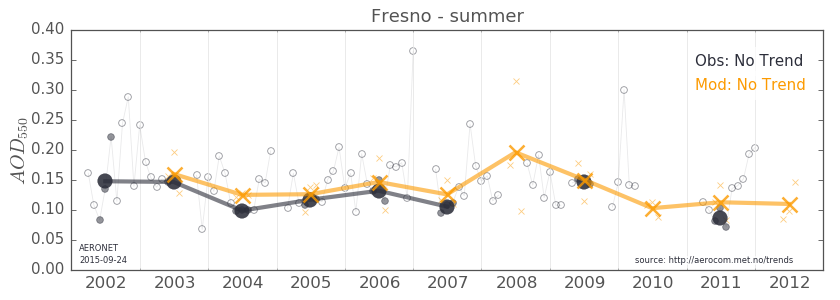 Fresno - summer
0.40
0.35
0.30
0.25
0.20
0.15
0.10
0.05
0.00
AOD550
Obs: No Trend
Mod: No Trend
AERONET
2015-09-24
source: http://aerocom.met.no/trends
2002 2003 2004 2005 2006 2007 2008 2009 2010 2011 2012